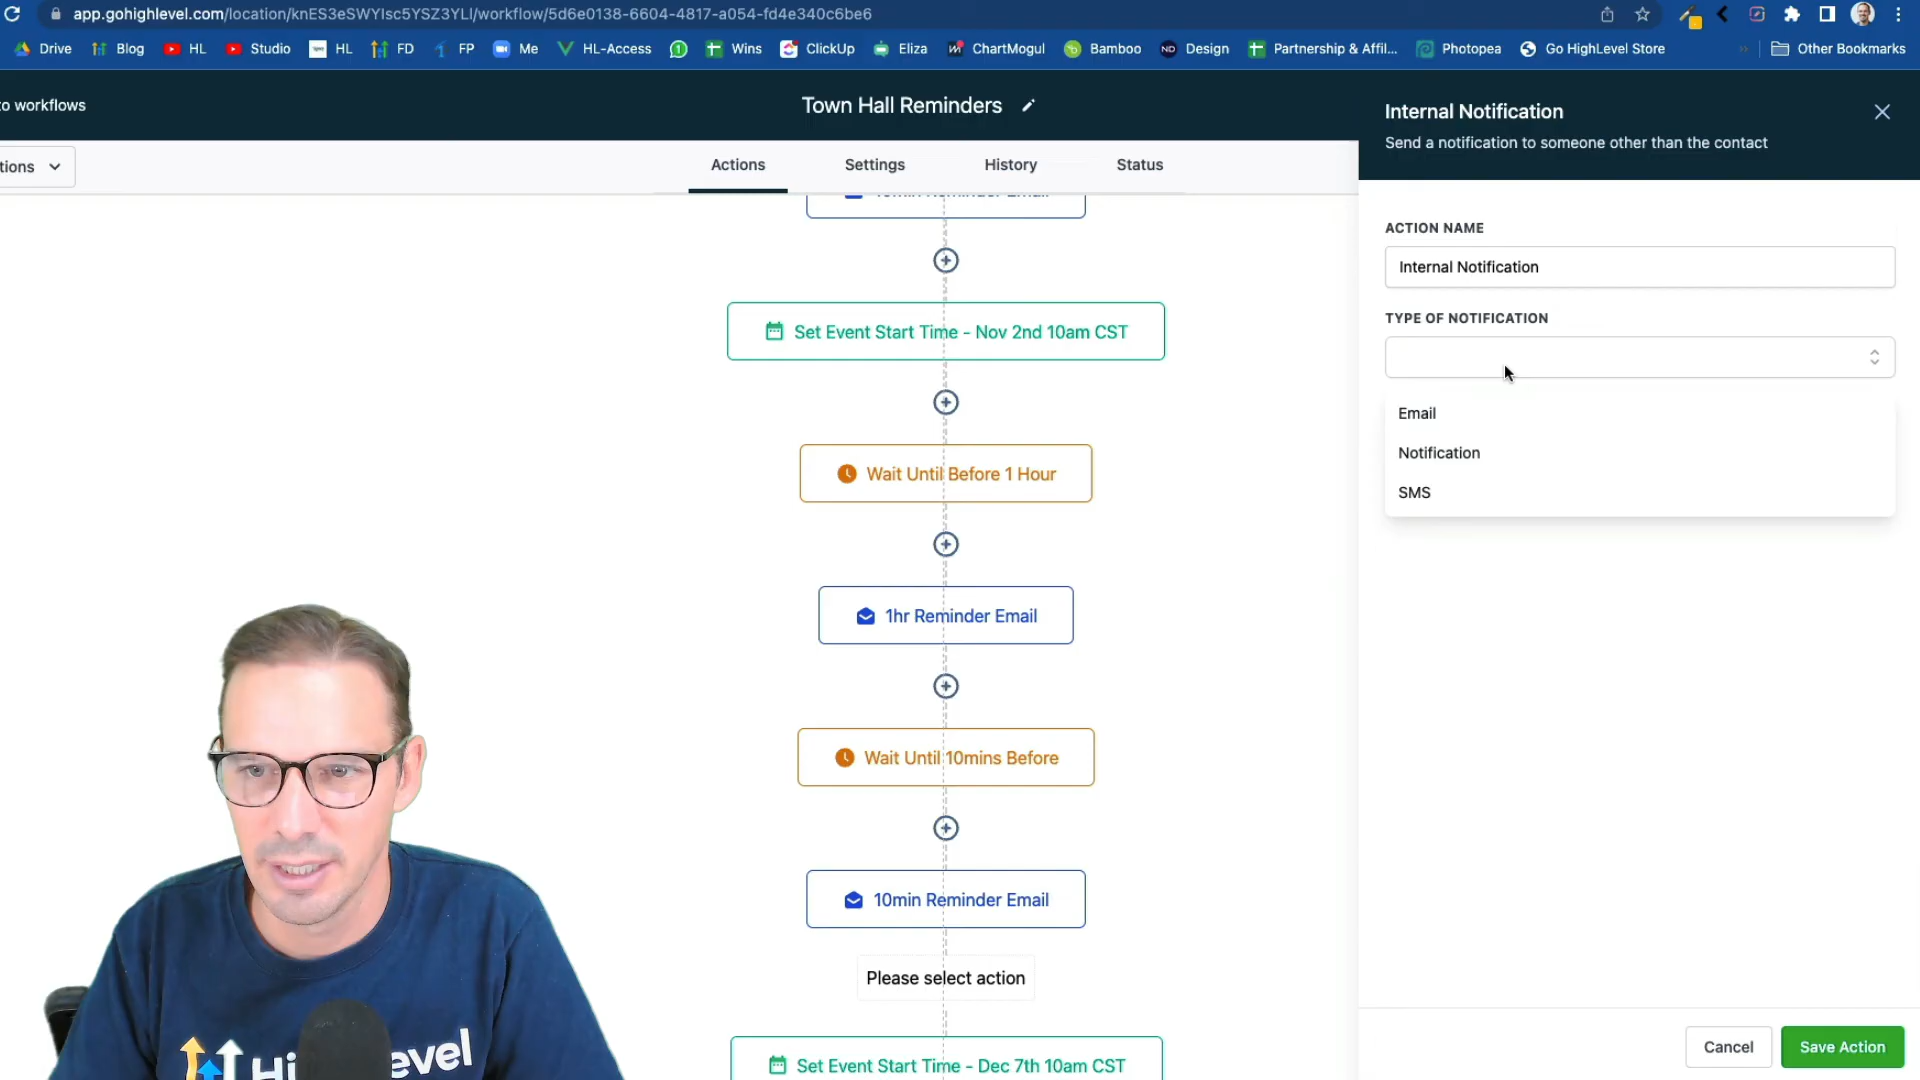 app.gohighlevel.com/location/knES3eSWYIsc5YSZ3YLI/workflow/5d6e0138-6604-4817-a054-fd4e340c6be6
Drive Blog HL Studio HL FD FP Me HL-Access Wins ClickUp Eliza ChartMogul Bamboo Design Partnership & Affil... Photopea Go HighLevel Store » Other Bookmarks
to workflows
Town Hall Reminders
tions
Actions Settings History Status
Set Event Start Time - Nov 2nd 10am CST
Wait Until Before 1 Hour
1hr Reminder Email
Wait Until 10mins Before
10min Reminder Email
Please select action
Set Event Start Time - Dec 7th 10am CST
Internal Notification
Send a notification to someone other than the contact
ACTION NAME
Internal Notification
TYPE OF NOTIFICATION
Email
Notification
SMS
Cancel Save Action
Hi evel